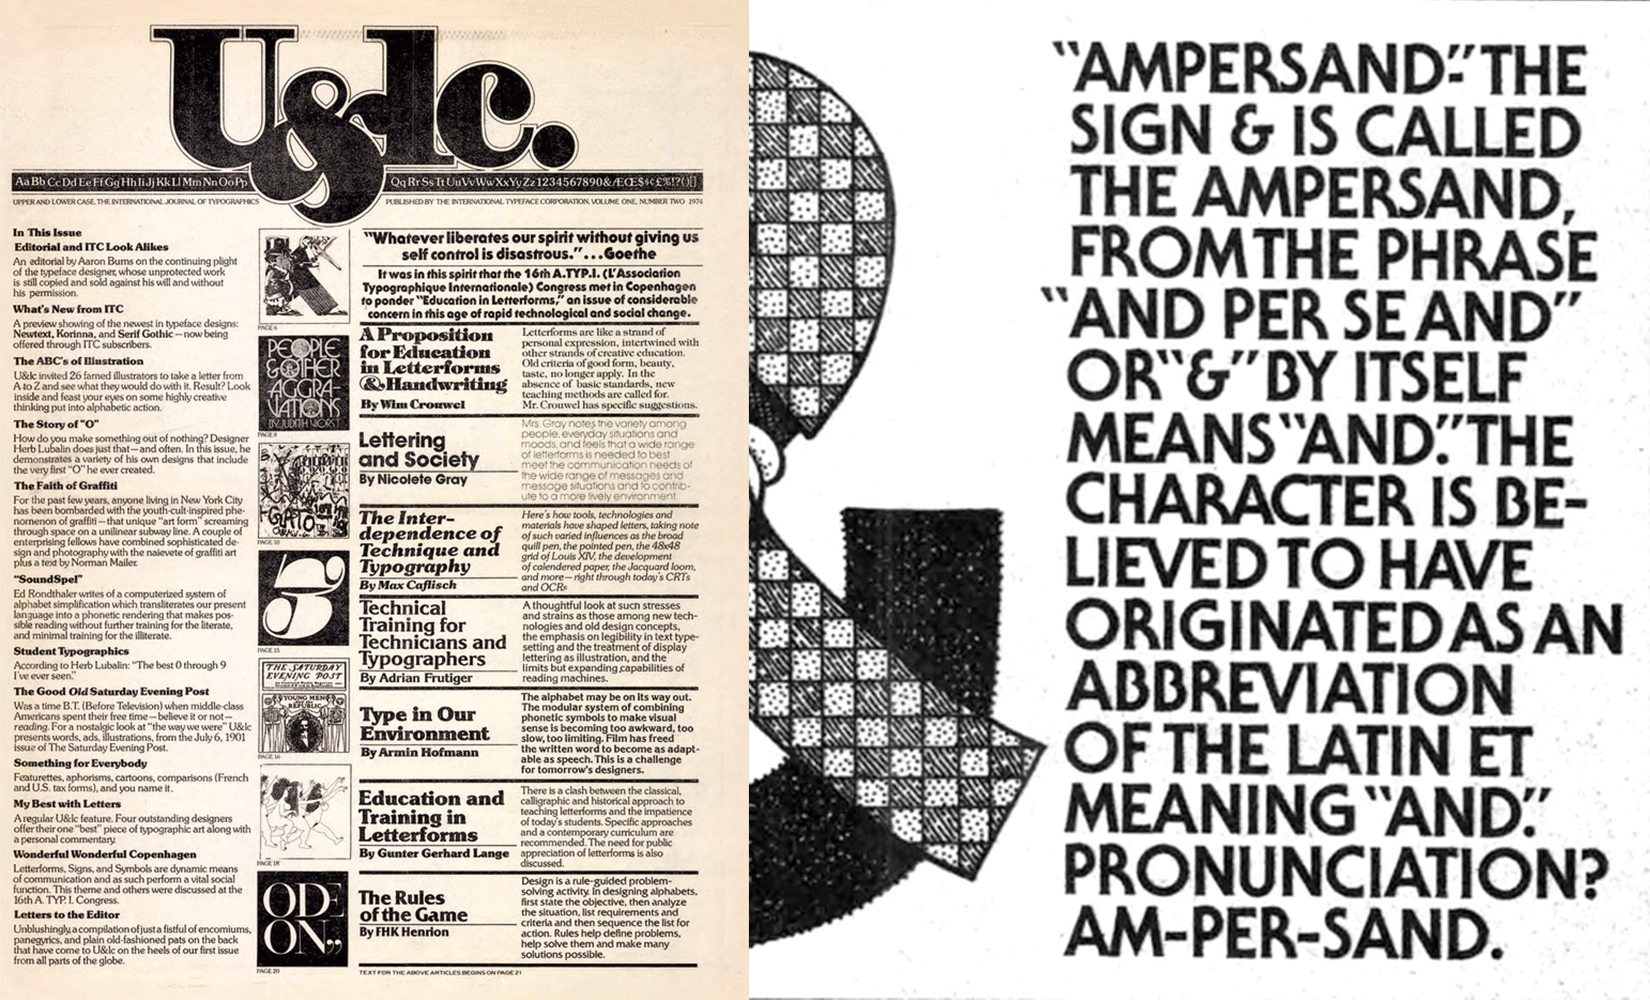 U&lc.
Aa Bb Cc Dd Ee Ff Gg Hh Ii Jj Kk Ll Mm Nn Oo Pp
Qq Rr Ss Tt Uu Vv Ww Xx Yy Zz 1234567890&ÆŒ$¢£%!?()[]
UPPER AND LOWER CASE, THE INTERNATIONAL JOURNAL OF TYPOGRAPHICS
PUBLISHED BY THE INTERNATIONAL TYPEFACE CORPORATION, VOLUME ONE, NUMBER TWO 1974
In This Issue
Editorial and ITC Look Alikes
An editorial by Aaron Burns on the continuing plight
of the typeface designer, whose unprotected work
is still copied and sold against his will and without
his permission.
What's New from ITC
A preview showing of the newest in typeface designs:
Newtext, Korinna, and Serif Gothic—now being
offered through ITC subscribers.
The ABC's of Illustration
U&lc invited 26 famed illustrators to take a letter from
A to Z and see what they would do with it. Result? Look
inside and feast your eyes on some highly creative
thinking put into alphabetic action.
The Story of "O"
How do you make something out of nothing? Designer
Herb Lubalin does just that—and often. In this issue, he
demonstrates a variety of his own designs that include
the very first "O" he ever created.
The Faith of Graffiti
For the past few years, anyone living in New York City
has been bombarded with the youth-cult-inspired phe-
nomenon of graffiti—that unique "art form" screaming
through space on a unilinear subway line. A couple of
enterprising fellows have combined sophisticated de-
sign and photography with the naievete of graffiti art
plus a text by Norman Mailer.
"SoundSpel"
Ed Rondthaler writes of a computerized system of
alphabet simplification which transliterates our present
language into a phonetic rendering that makes pos-
sible reading without further training for the literate,
and minimal training for the illiterate.
Student Typographics
According to Herb Lubalin: "The best 0 through 9
I've ever seen."
The Good Old Saturday Evening Post
Was a time B.T. (Before Television) when middle-class
Americans spent their free time—believe it or not—
reading. For a nostalgic look at "the way we were" U&lc
presents words, ads, illustrations, from the July 6, 1901
issue of The Saturday Evening Post.
Something for Everybody
Featurettes, aphorisms, cartoons, comparisons (French
and U.S. tax forms), and you name it.
My Best with Letters
A regular U&lc feature. Four outstanding designers
offer their one "best" piece of typographic art along with
a personal commentary.
Wonderful Wonderful Copenhagen
Letterforms, Signs, and Symbols are dynamic means
of communication and as such perform a vital social
function. This theme and others were discussed at the
16th A. TYP. I. Congress.
Letters to the Editor
Unblushingly, a compilation of just a fistful of encomiums,
panegyrics, and plain old-fashioned pats on the back
that have come to U&lc on the heels of our first issue
from all parts of the globe.
PAGE 6
PEOPLE
& OTHER
AGGRA-
VATIONS
BY JUDITH VIORST
PAGE 8
PAGE 10
PAGE 15
THE SATURDAY
EVENING POST
YOUNG MEN
REPUBLIC
PAGE 16
PAGE 18
ODE
ON,,
PAGE 20
"Whatever liberates our spirit without giving us
self control is disastrous."...Goethe
It was in this spirit that the 16th A.TYP.I. (L'Association
Typographique Internationale) Congress met in Copenhagen
to ponder "Education in Letterforms," an issue of considerable
concern in this age of rapid technological and social change.
A Proposition
for Education
in Letterforms
& Handwriting
By Wim Crouwel
Letterforms are like a strand of
personal expression, intertwined with
other strands of creative education.
Old criteria of good form, beauty,
taste, no longer apply. In the
absence of basic standards, new
teaching methods are called for.
Mr. Crouwel has specific suggestions.
Lettering
and Society
By Nicolete Gray
Mrs. Gray notes the variety among
people, everyday situations and
moods, and feels that a wide range
of letterforms is needed to best
meet the communication needs of
the wide range of messages and
message situations and to contrib-
ute to a more lively environment.
The Inter-
dependence of
Technique and
Typography
By Max Caflisch
Here's how tools, technologies and
materials have shaped letters, taking note
of such varied influences as the broad
quill pen, the pointed pen, the 48x48
grid of Louis XIV, the development
of calendered paper, the Jacquard loom,
and more—right through today's CRTs
and OCRs
Technical
Training for
Technicians and
Typographers
By Adrian Frutiger
A thoughtful look at such stresses
and strains as those among new tech-
nologies and old design concepts,
the emphasis on legibility in text type-
setting and the treatment of display
lettering as illustration, and the
limits but expanding capabilities of
reading machines.
Type in Our
Environment
By Armin Hofmann
The alphabet may be on its way out.
The modular system of combining
phonetic symbols to make visual
sense is becoming too awkward, too
slow, too limiting. Film has freed
the written word to become as adapt-
able as speech. This is a challenge
for tomorrow's designers.
Education and
Training in
Letterforms
By Gunter Gerhard Lange
There is a clash between the classical,
calligraphic and historical approach to
teaching letterforms and the impatience
of today's students. Specific approaches
and a contemporary curriculum are
recommended. The need for public
appreciation of letterforms is also
discussed.
The Rules
of the Game
By FHK Henrion
Design is a rule-guided problem-
solving activity. In designing alphabets,
first state the objective, then analyze
the situation, list requirements and
criteria and then sequence the list for
action. Rules help define problems,
help solve them and make many
solutions possible.
TEXT FOR THE ABOVE ARTICLES BEGINS ON PAGE 21
"AMPERSAND:" THE
SIGN & IS CALLED
THE AMPERSAND,
FROM THE PHRASE
"AND PER SE AND"
OR "&" BY ITSELF
MEANS "AND." THE
CHARACTER IS BE-
LIEVED TO HAVE
ORIGINATED AS AN
ABBREVIATION
OF THE LATIN ET
MEANING "AND."
PRONUNCIATION?
AM-PER-SAND.